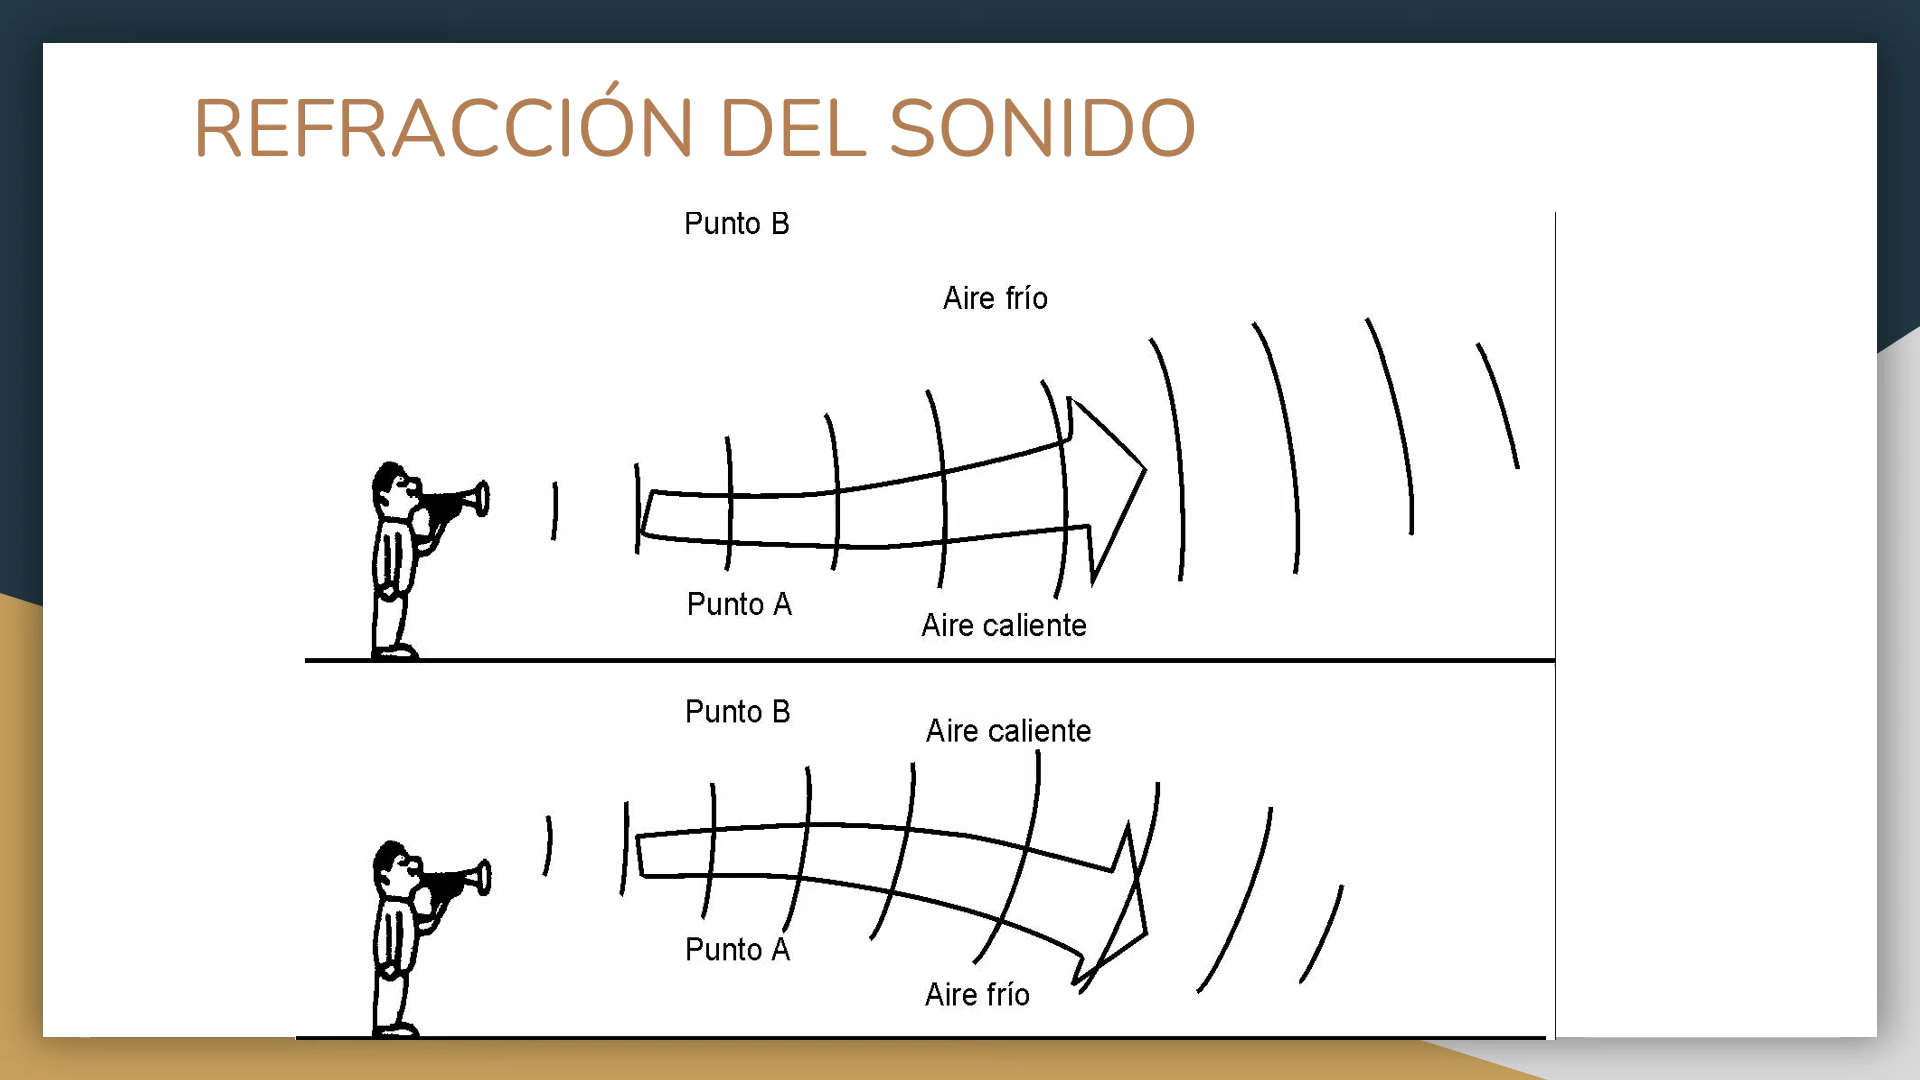 REFRACCIÓN DEL SONIDO
Punto B
Aire frío
Punto A
Aire caliente
Punto B
Aire caliente
Punto A
Aire frío